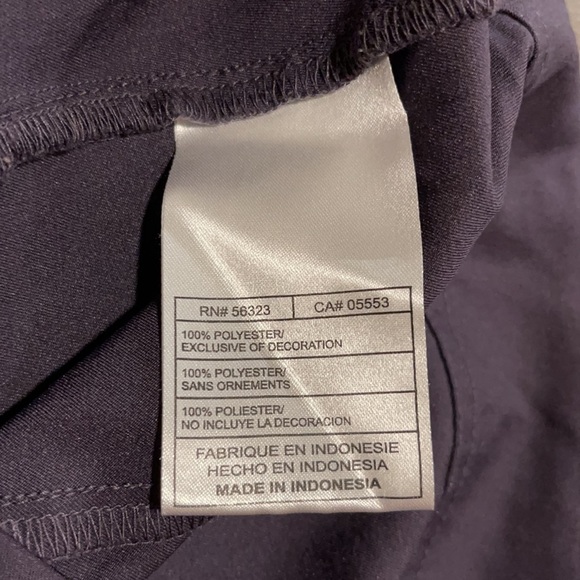 RN# 56323 CA# 05553
100% POLYESTER/
EXCLUSIVE OF DECORATION
100% POLYESTER/
SANS ORNEMENTS
100% POLIESTER/
NO INCLUYE LA DECORACION
FABRIQUE EN INDONESIE
HECHO EN INDONESIA
MADE IN INDONESIA